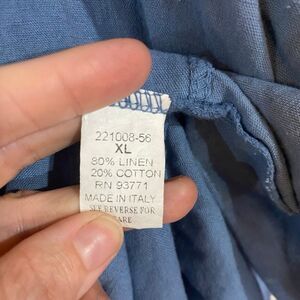 221008-56
XL
80% LINEN
20% COTTON
RN 93771
MADE IN ITALY
SEE REVERSE FOR
CARE